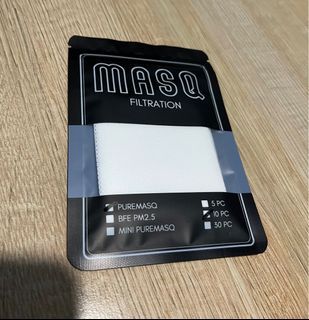 MASQ
FILTRATION
PUREMASQ 5 PC
BFE PM2.5 10 PC
MINI PUREMASQ 30 PC